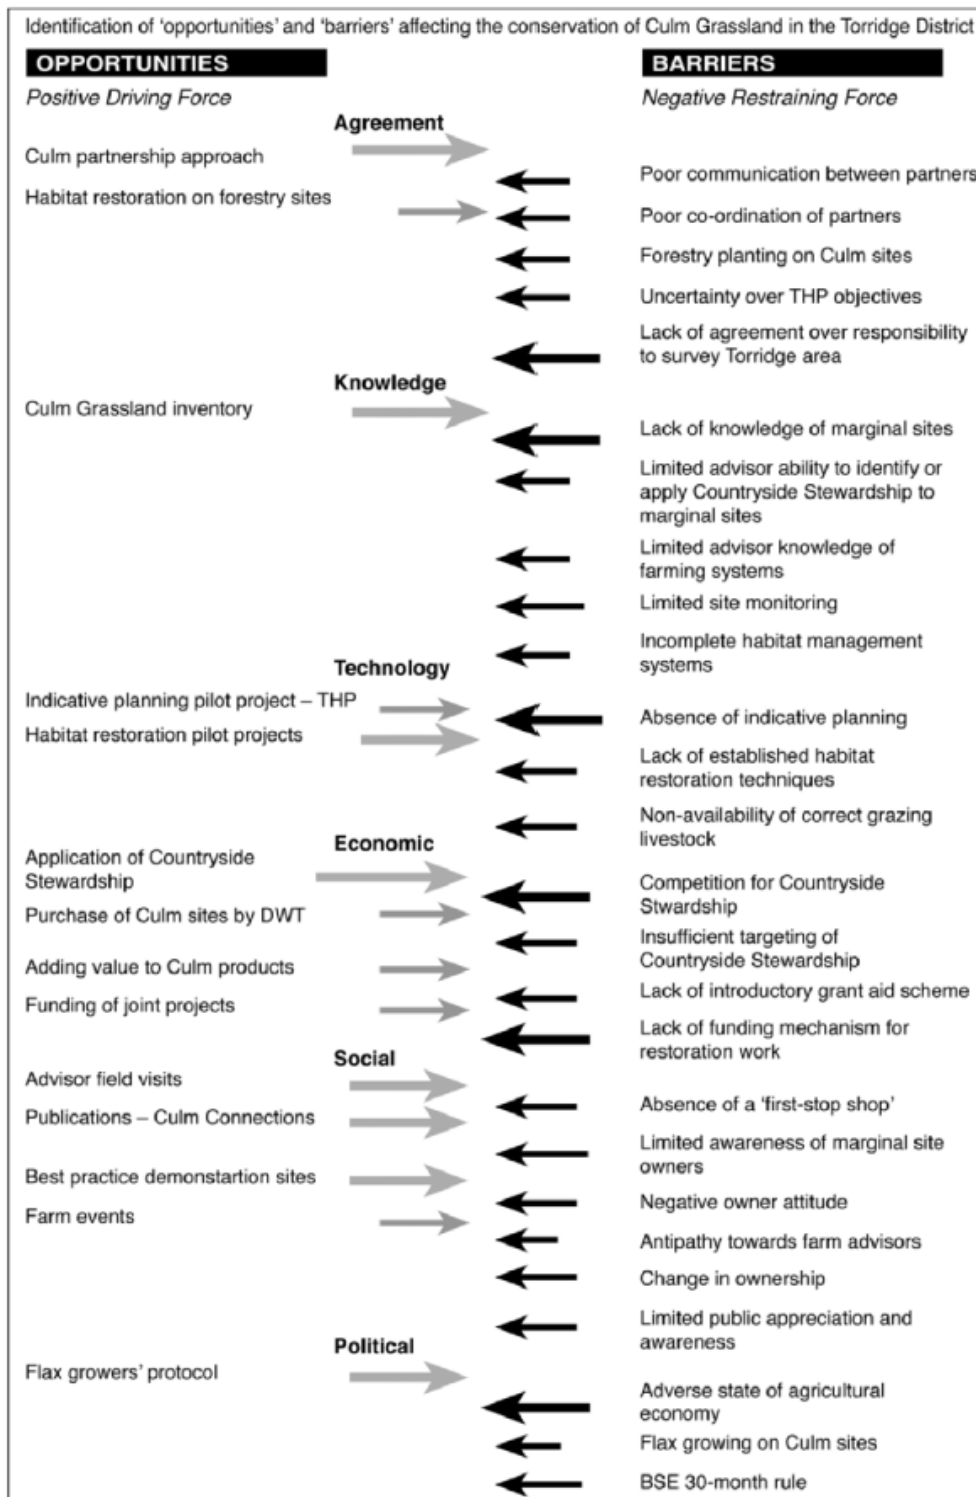 Identification of ‘opportunities’ and ‘barriers’ affecting the conservation of Culm Grassland in the Torridge District
OPPORTUNITIES
BARRIERS
Positive Driving Force
Negative Restraining Force
Agreement
Culm partnership approach
Poor communication between partners
Habitat restoration on forestry sites
Poor co-ordination of partners
Forestry planting on Culm sites
Uncertainty over THP objectives
Lack of agreement over responsibility
to survey Torridge area
Knowledge
Culm Grassland inventory
Lack of knowledge of marginal sites
Limited advisor ability to identify or
apply Countryside Stewardship to
marginal sites
Limited advisor knowledge of
farming systems
Limited site monitoring
Incomplete habitat management
systems
Technology
Indicative planning pilot project – THP
Absence of indicative planning
Habitat restoration pilot projects
Lack of established habitat
restoration techniques
Non-availability of correct grazing
livestock
Economic
Application of Countryside
Stewardship
Competition for Countryside
Stwardship
Purchase of Culm sites by DWT
Insufficient targeting of
Countryside Stewardship
Adding value to Culm products
Lack of introductory grant aid scheme
Funding of joint projects
Lack of funding mechanism for
restoration work
Social
Advisor field visits
Absence of a ‘first-stop shop’
Publications – Culm Connections
Limited awareness of marginal site
owners
Best practice demonstartion sites
Negative owner attitude
Farm events
Antipathy towards farm advisors
Change in ownership
Limited public appreciation and
awareness
Political
Flax growers’ protocol
Adverse state of agricultural
economy
Flax growing on Culm sites
BSE 30-month rule